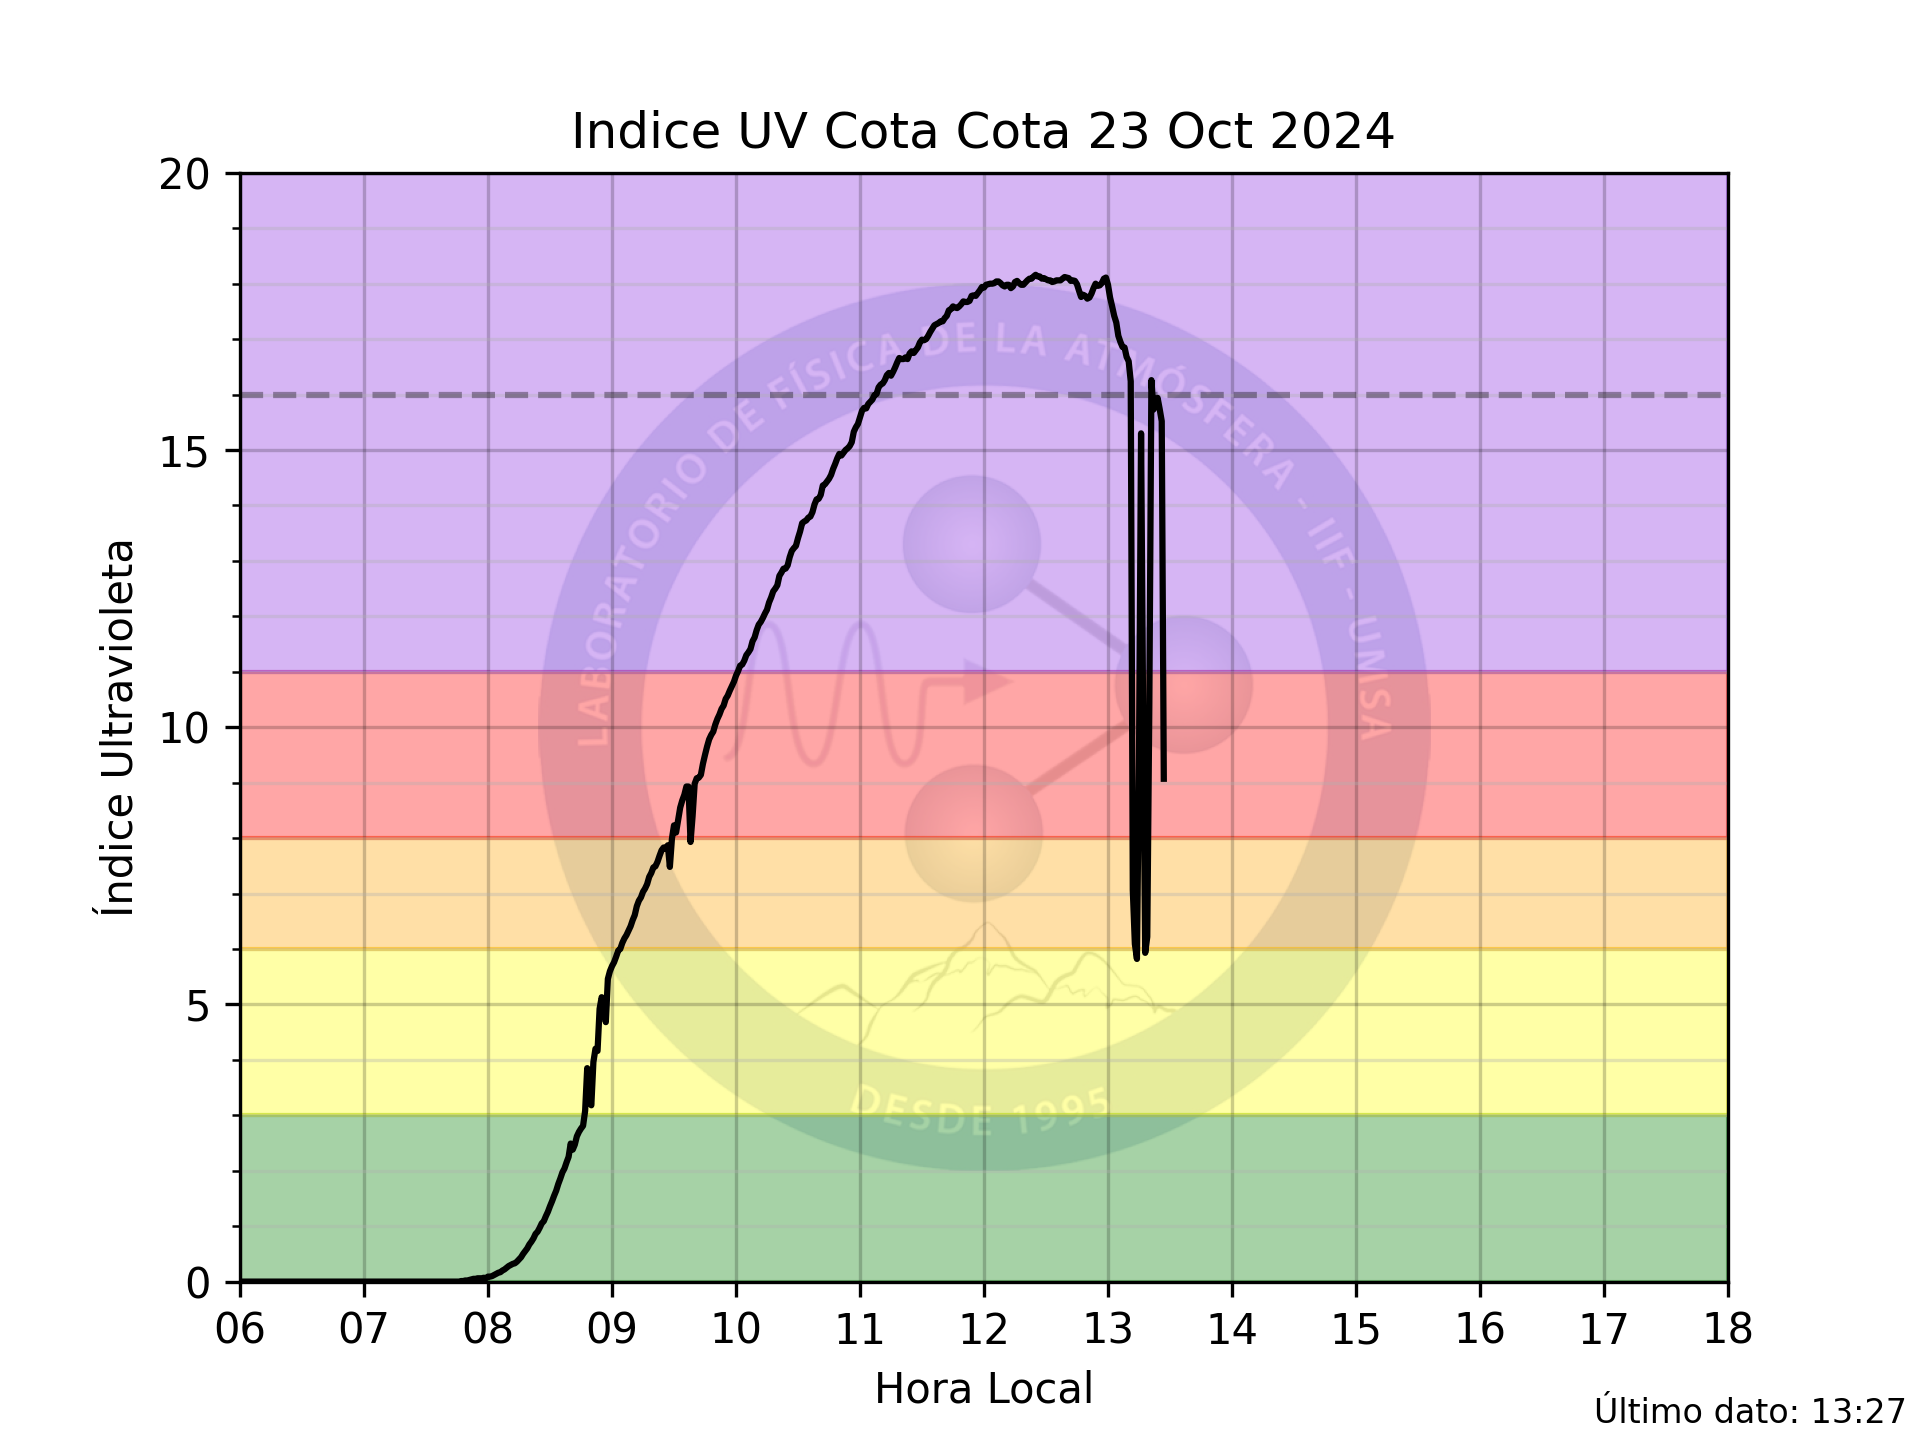 Indice UV Cota Cota 23 Oct 2024
20
15
10
5
0
Índice Ultravioleta
LABORATORIO DE FÍSICA DE LA ATMÓSFERA - IIF - UMSA
DESDE 1995
06 07 08 09 10 11 12 13 14 15 16 17 18
Hora Local
Último dato: 13:27